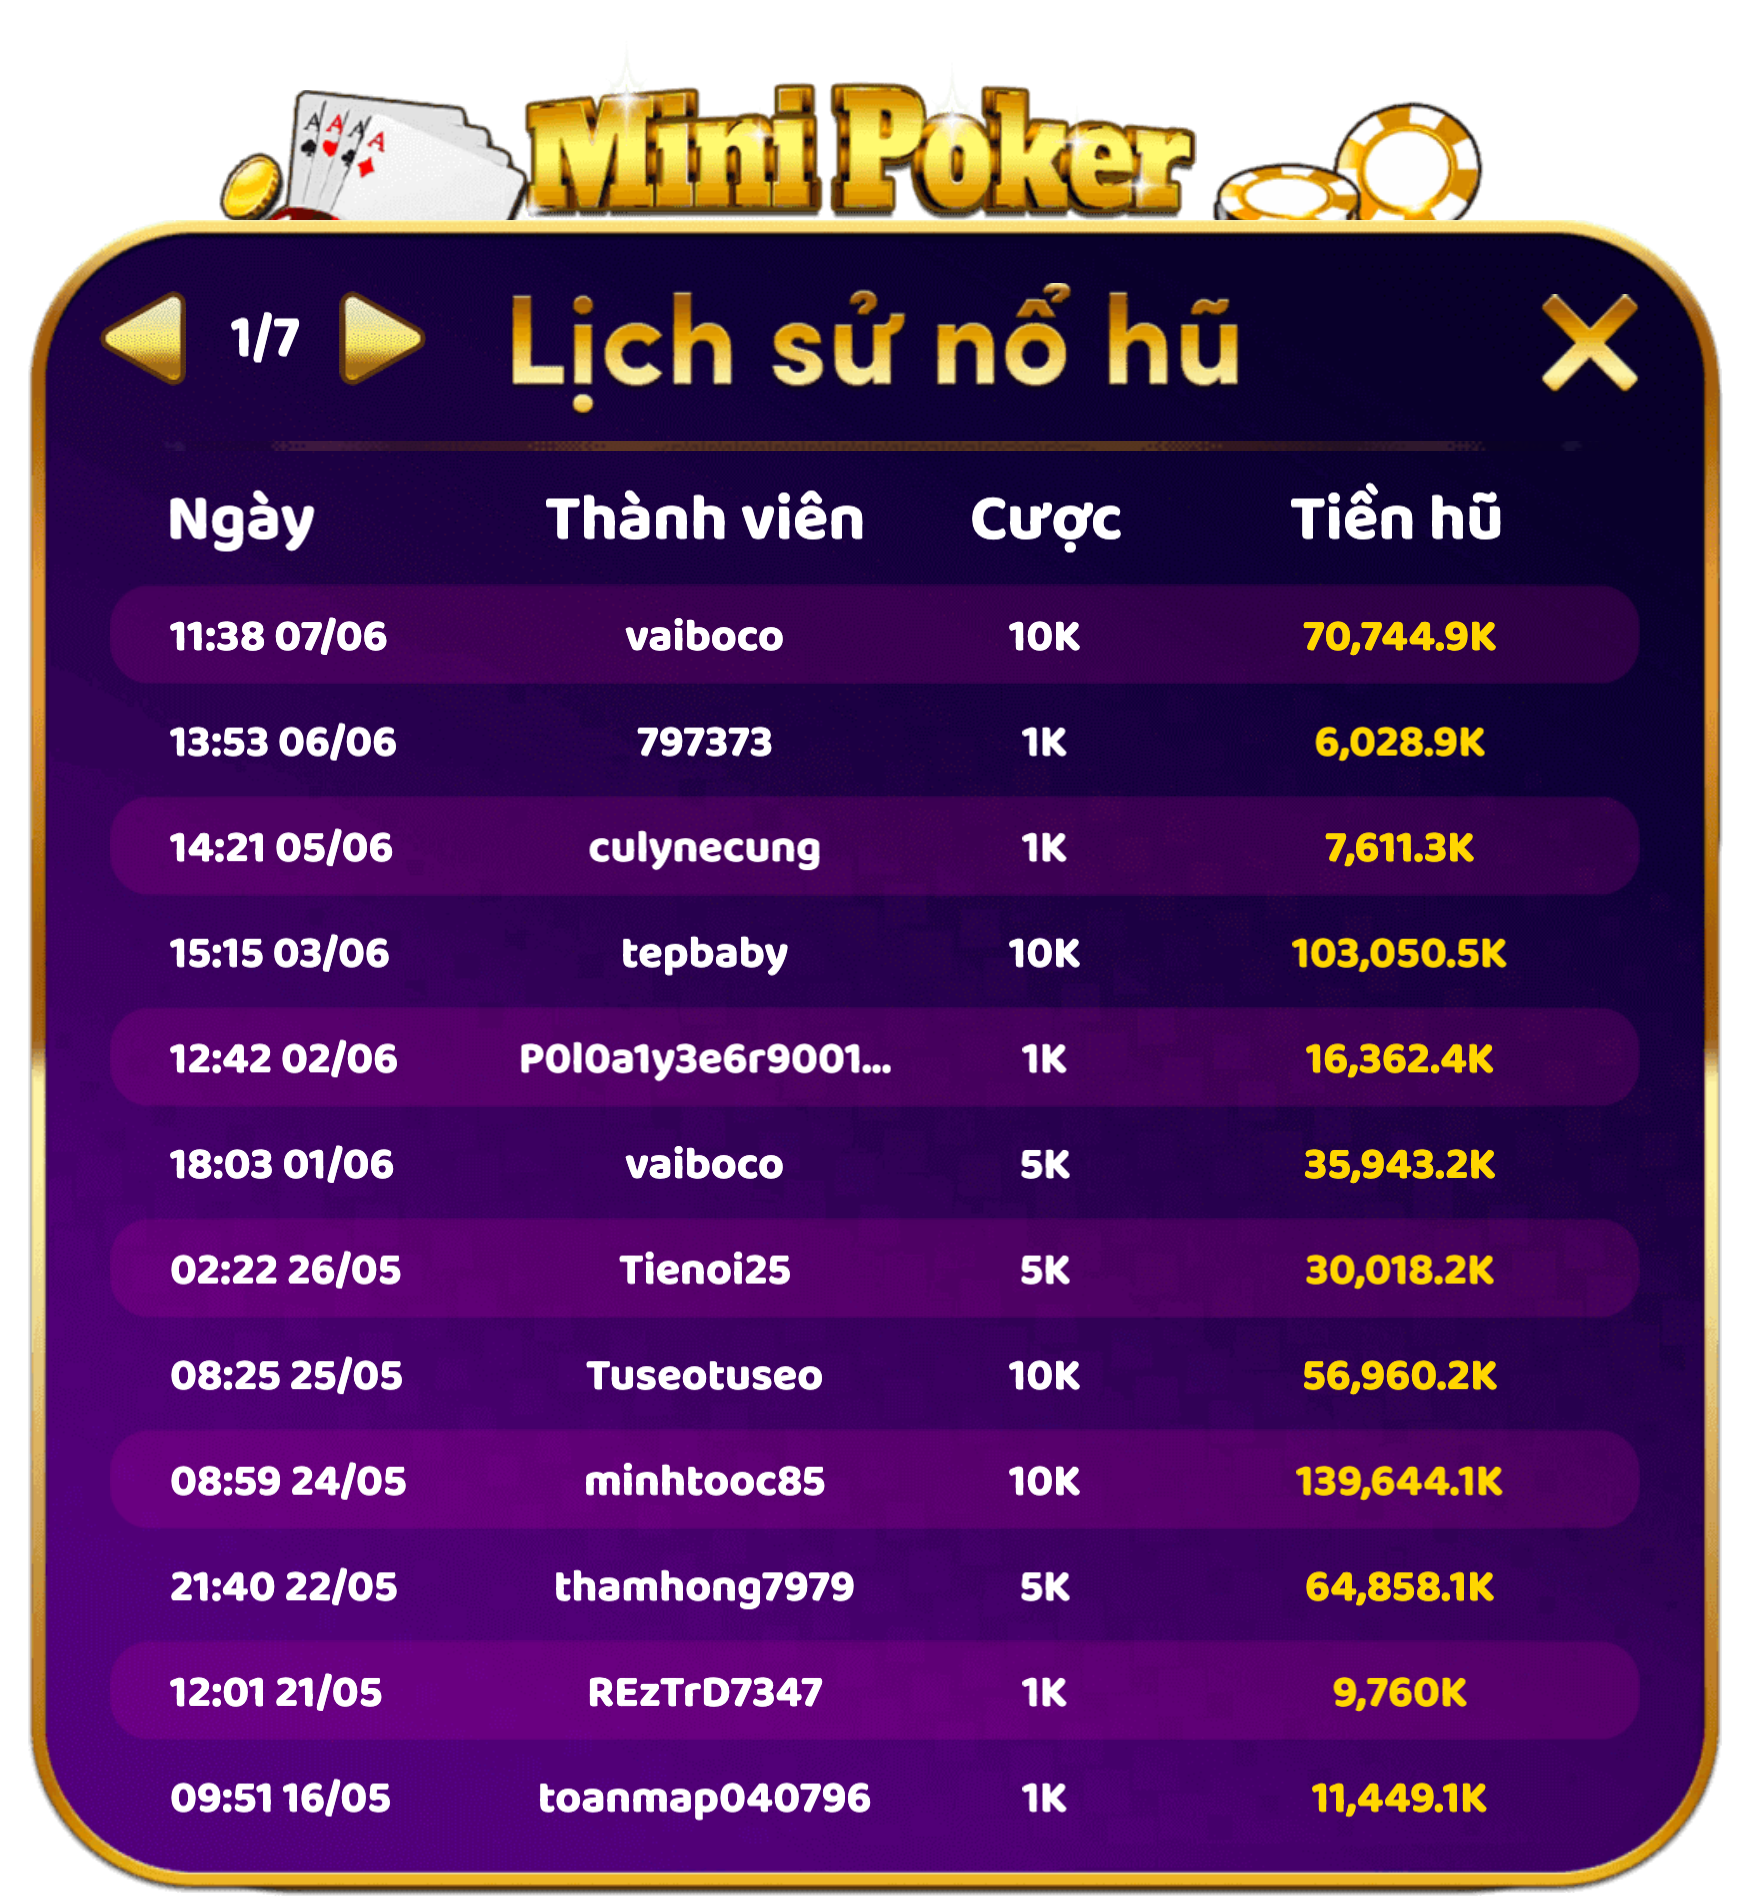 Mini Poker
1/7 Lịch sử nổ hũ
Ngày Thành viên Cược Tiền hũ
11:38 07/06 vaiboco 10K 70,744.9K
13:53 06/06 797373 1K 6,028.9K
14:21 05/06 culynecung 1K 7,611.3K
15:15 03/06 tepbaby 10K 103,050.5K
12:42 02/06 P0l0a1y3e6r9001... 1K 16,362.4K
18:03 01/06 vaiboco 5K 35,943.2K
02:22 26/05 Tienoi25 5K 30,018.2K
08:25 25/05 Tuseotuseo 10K 56,960.2K
08:59 24/05 minhtooc85 10K 139,644.1K
21:40 22/05 thamhong7979 5K 64,858.1K
12:01 21/05 REzTrD7347 1K 9,760K
09:51 16/05 toanmap040796 1K 11,449.1K